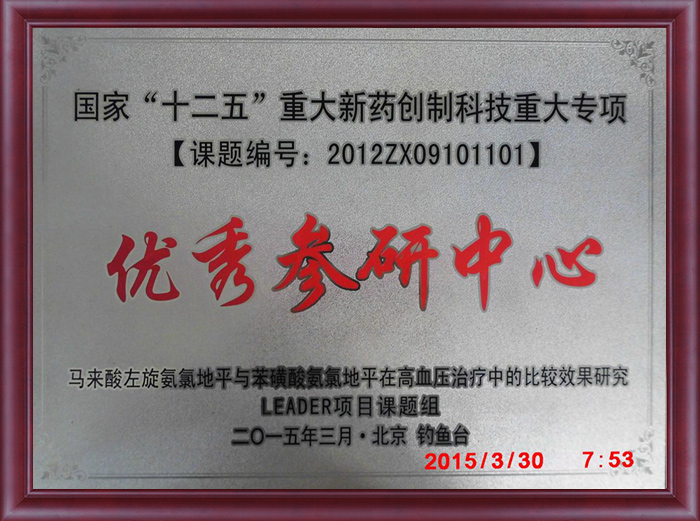 国家“十二五”重大新药创制科技重大专项
【课题编号：2012ZX09101101】
优秀参研中心
马来酸左旋氨氯地平与苯磺酸氨氯地平在高血压治疗中的比较效果研究
LEADER项目课题组
二〇一五年三月·北京 钓鱼台
2015/3/30 7:53